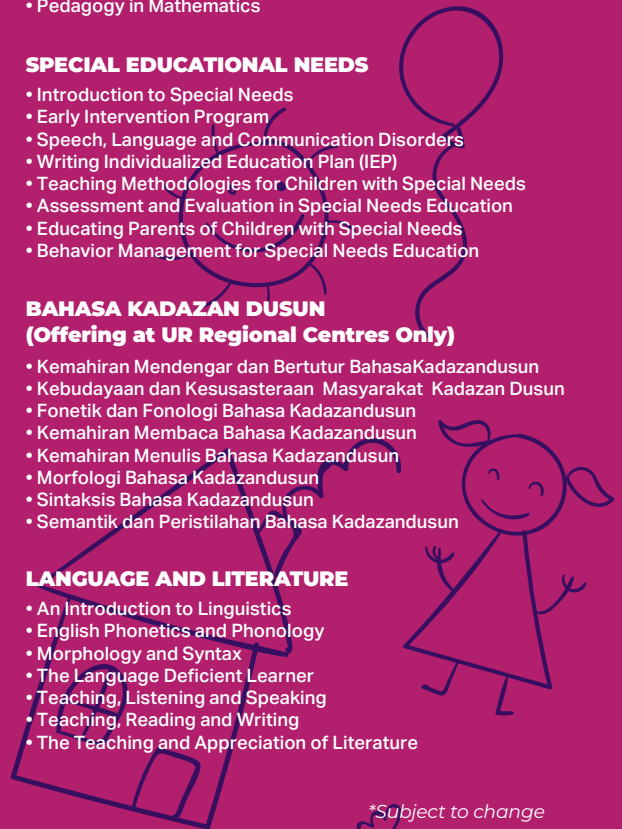 • Pedagogy in Mathematics
SPECIAL EDUCATIONAL NEEDS
• Introduction to Special Needs
• Early Intervention Program
• Speech, Language and Communication Disorders
• Writing Individualized Education Plan (IEP)
• Teaching Methodologies for Children with Special Needs
• Assessment and Evaluation in Special Needs Education
• Educating Parents of Children with Special Needs
• Behavior Management for Special Needs Education
BAHASA KADAZAN DUSUN
(Offering at UR Regional Centres Only)
• Kemahiran Mendengar dan Bertutur BahasaKadazandusun
• Kebudayaan dan Kesusasteraan Masyarakat Kadazan Dusun
• Fonetik dan Fonologi Bahasa Kadazandusun
• Kemahiran Membaca Bahasa Kadazandusun
• Kemahiran Menulis Bahasa Kadazandusun
• Morfologi Bahasa Kadazandusun
• Sintaksis Bahasa Kadazandusun
• Semantik dan Peristilahan Bahasa Kadazandusun
LANGUAGE AND LITERATURE
• An Introduction to Linguistics
• English Phonetics and Phonology
• Morphology and Syntax
• The Language Deficient Learner
• Teaching, Listening and Speaking
• Teaching, Reading and Writing
• The Teaching and Appreciation of Literature
*Subject to change